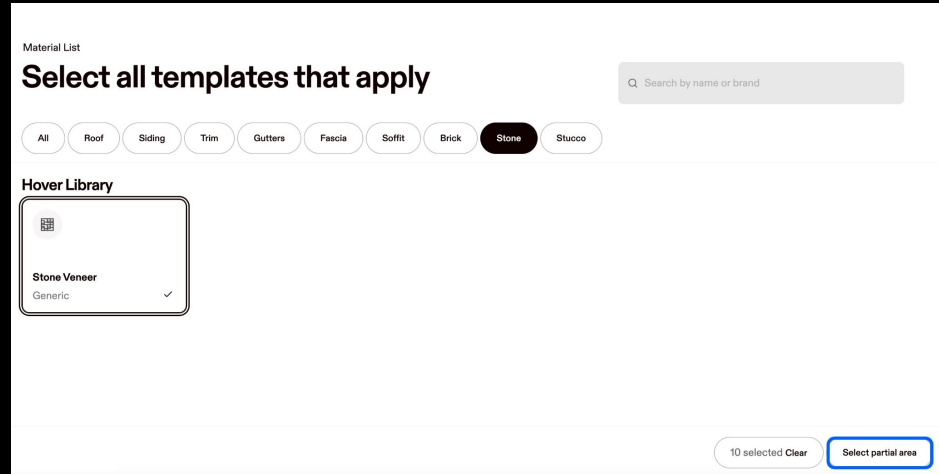 Material List
Select all templates that apply
Search by name or brand
All Roof Siding Trim Gutters Fascia Soffit Brick Stone Stucco
Hover Library
Stone Veneer
Generic
10 selected Clear Select partial area